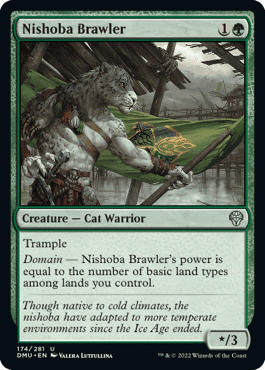 Nishoba Brawler 1
Creature — Cat Warrior
Trample
Domain — Nishoba Brawler's power is
equal to the number of basic land types
among lands you control.
Though native to cold climates, the
nishoba have adapted to more temperate
environments since the Ice Age ended.
*/3
174/281 U
DMU • EN VALERA LUTFULLINA
™ & © 2022 Wizards of the Coast